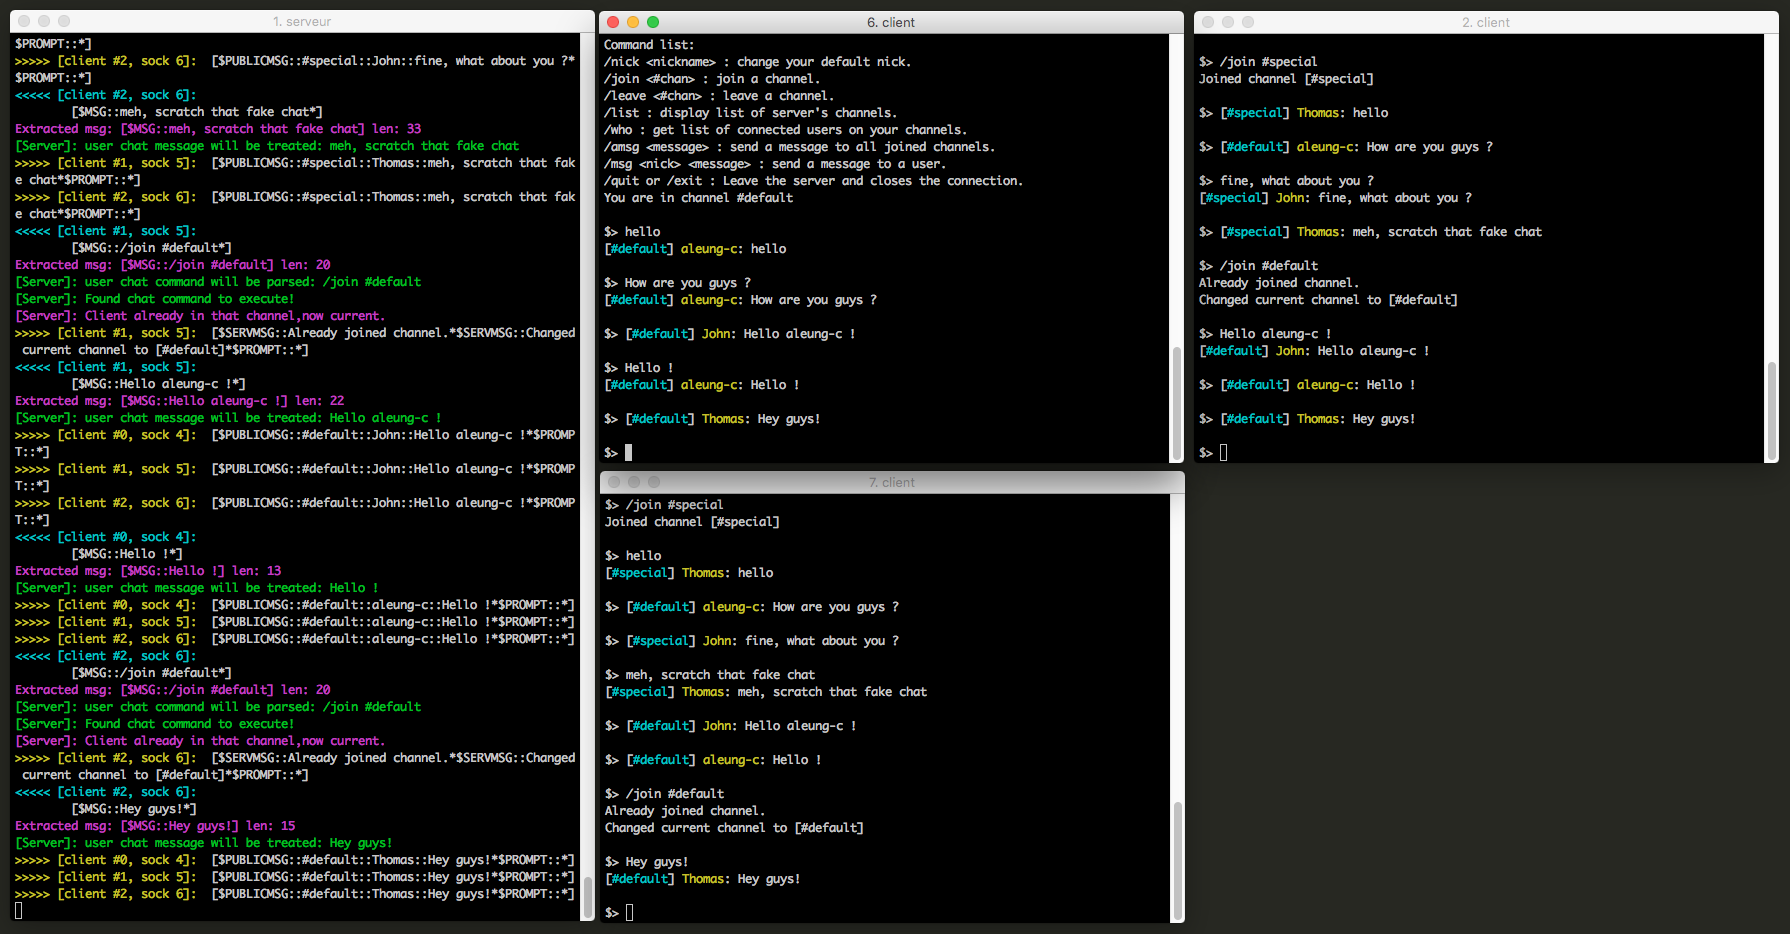 1. serveur
$PROMPT::*]
>>>>> [client #2, sock 6]:  [$PUBLICMSG::#special::John::fine, what about you ?*
$PROMPT::*]
<<<<< [client #2, sock 6]:
        [$MSG::meh, scratch that fake chat*]
Extracted msg: [$MSG::meh, scratch that fake chat] len: 33
[Server]: user chat message will be treated: meh, scratch that fake chat
>>>>> [client #1, sock 5]:  [$PUBLICMSG::#special::Thomas::meh, scratch that fak
e chat*$PROMPT::*]
>>>>> [client #2, sock 6]:  [$PUBLICMSG::#special::Thomas::meh, scratch that fak
e chat*$PROMPT::*]
<<<<< [client #1, sock 5]:
        [$MSG::/join #default*]
Extracted msg: [$MSG::/join #default] len: 20
[Server]: user chat command will be parsed: /join #default
[Server]: Found chat command to execute!
[Server]: Client already in that channel,now current.
>>>>> [client #1, sock 5]:  [$SERVMSG::Already joined channel.*$SERVMSG::Changed
 current channel to [#default]*$PROMPT::*]
<<<<< [client #1, sock 5]:
        [$MSG::Hello aleung-c !*]
Extracted msg: [$MSG::Hello aleung-c !] len: 22
[Server]: user chat message will be treated: Hello aleung-c !
>>>>> [client #0, sock 4]:  [$PUBLICMSG::#default::John::Hello aleung-c !*$PROMP
T::*]
>>>>> [client #1, sock 5]:  [$PUBLICMSG::#default::John::Hello aleung-c !*$PROMP
T::*]
>>>>> [client #2, sock 6]:  [$PUBLICMSG::#default::John::Hello aleung-c !*$PROMP
T::*]
<<<<< [client #0, sock 4]:
        [$MSG::Hello !*]
Extracted msg: [$MSG::Hello !] len: 13
[Server]: user chat message will be treated: Hello !
>>>>> [client #0, sock 4]:  [$PUBLICMSG::#default::aleung-c::Hello !*$PROMPT::*]
>>>>> [client #1, sock 5]:  [$PUBLICMSG::#default::aleung-c::Hello !*$PROMPT::*]
>>>>> [client #2, sock 6]:  [$PUBLICMSG::#default::aleung-c::Hello !*$PROMPT::*]
<<<<< [client #2, sock 6]:
        [$MSG::/join #default*]
Extracted msg: [$MSG::/join #default] len: 20
[Server]: user chat command will be parsed: /join #default
[Server]: Found chat command to execute!
[Server]: Client already in that channel,now current.
>>>>> [client #2, sock 6]:  [$SERVMSG::Already joined channel.*$SERVMSG::Changed
 current channel to [#default]*$PROMPT::*]
<<<<< [client #2, sock 6]:
        [$MSG::Hey guys!*]
Extracted msg: [$MSG::Hey guys!] len: 15
[Server]: user chat message will be treated: Hey guys!
>>>>> [client #0, sock 4]:  [$PUBLICMSG::#default::Thomas::Hey guys!*$PROMPT::*]
>>>>> [client #1, sock 5]:  [$PUBLICMSG::#default::Thomas::Hey guys!*$PROMPT::*]
>>>>> [client #2, sock 6]:  [$PUBLICMSG::#default::Thomas::Hey guys!*$PROMPT::*]
6. client
Command list:
/nick <nickname> : change your default nick.
/join <#chan> : join a channel.
/leave <#chan> : leave a channel.
/list : display list of server's channels.
/who : get list of connected users on your channels.
/amsg <message> : send a message to all joined channels.
/msg <nick> <message> : send a message to a user.
/quit or /exit : Leave the server and closes the connection.
You are in channel #default
$> hello
[#default] aleung-c: hello
$> How are you guys ?
[#default] aleung-c: How are you guys ?
$> [#default] John: Hello aleung-c !
$> Hello !
[#default] aleung-c: Hello !
$> [#default] Thomas: Hey guys!
$>
7. client
$> /join #special
Joined channel [#special]
$> hello
[#special] Thomas: hello
$> [#default] aleung-c: How are you guys ?
$> [#special] John: fine, what about you ?
$> meh, scratch that fake chat
[#special] Thomas: meh, scratch that fake chat
$> [#default] John: Hello aleung-c !
$> [#default] aleung-c: Hello !
$> /join #default
Already joined channel.
Changed current channel to [#default]
$> Hey guys!
[#default] Thomas: Hey guys!
$>
2. client
$> /join #special
Joined channel [#special]
$> [#special] Thomas: hello
$> [#default] aleung-c: How are you guys ?
$> fine, what about you ?
[#special] John: fine, what about you ?
$> [#special] Thomas: meh, scratch that fake chat
$> /join #default
Already joined channel.
Changed current channel to [#default]
$> Hello aleung-c !
[#default] John: Hello aleung-c !
$> [#default] aleung-c: Hello !
$> [#default] Thomas: Hey guys!
$>